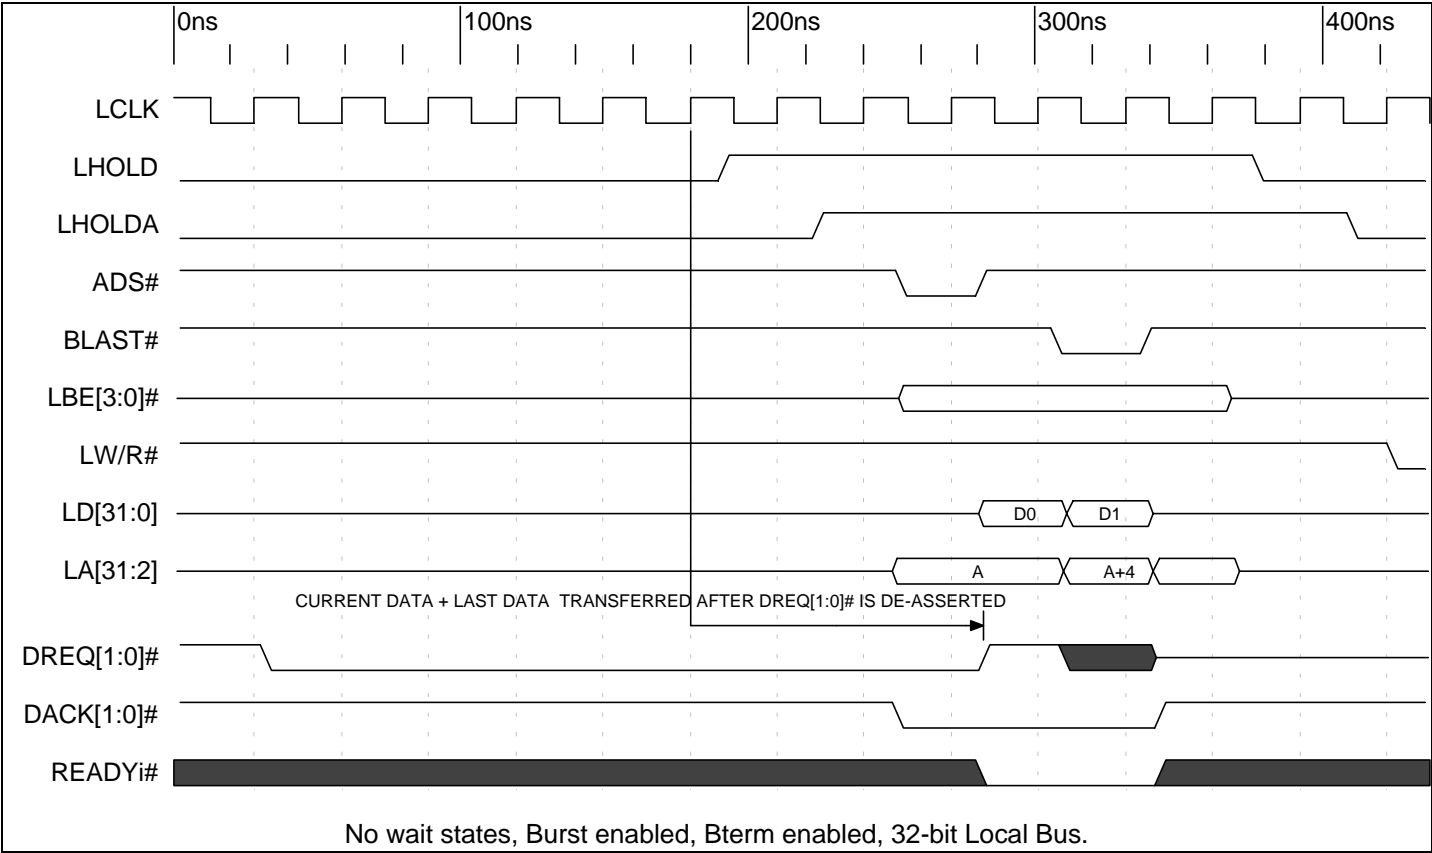 0ns 100ns 200ns 300ns 400ns
LCLK
LHOLD
LHOLDA
ADS#
BLAST#
LBE[3:0]#
LW/R#
LD[31:0] D0 D1
LA[31:2] A A+4
CURRENT DATA + LAST DATA TRANSFERRED AFTER DREQ[1:0]# IS DE-ASSERTED
DREQ[1:0]#
DACK[1:0]#
READYi#
No wait states, Burst enabled, Bterm enabled, 32-bit Local Bus.